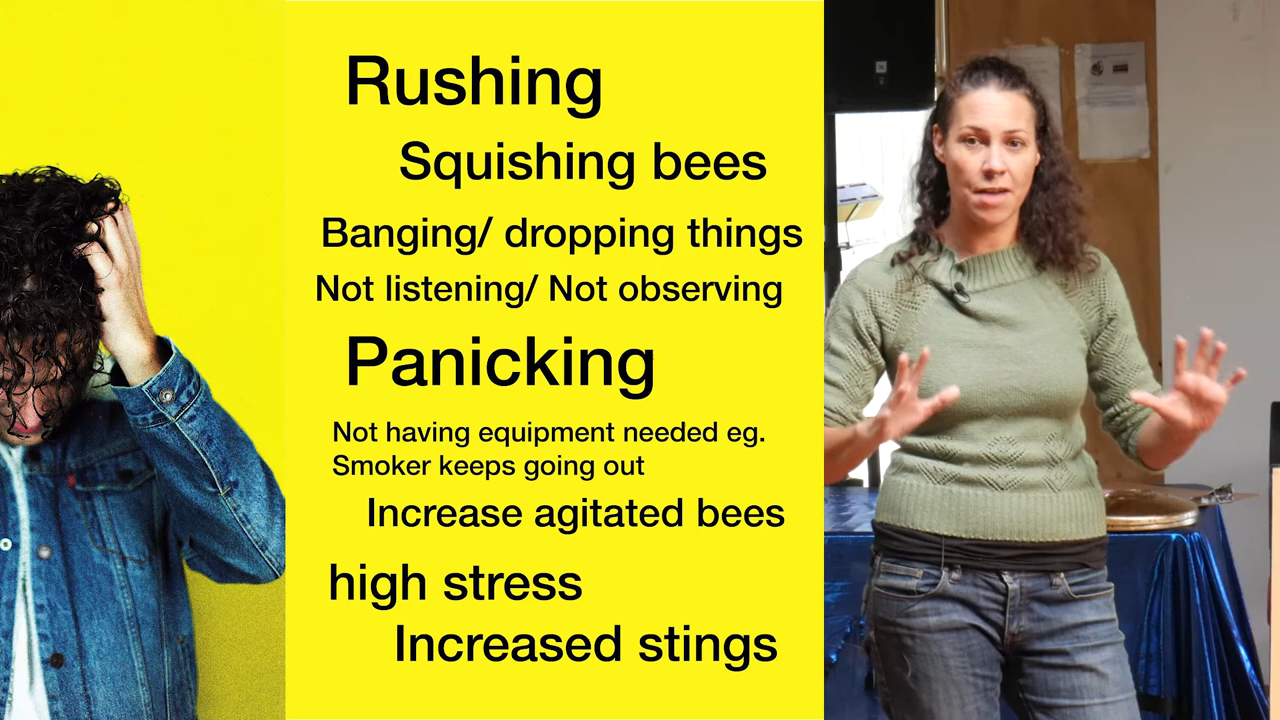 Rushing
Squishing bees
Banging/ dropping things
Not listening/ Not observing
Panicking
Not having equipment needed eg.
Smoker keeps going out
Increase agitated bees
high stress
Increased stings